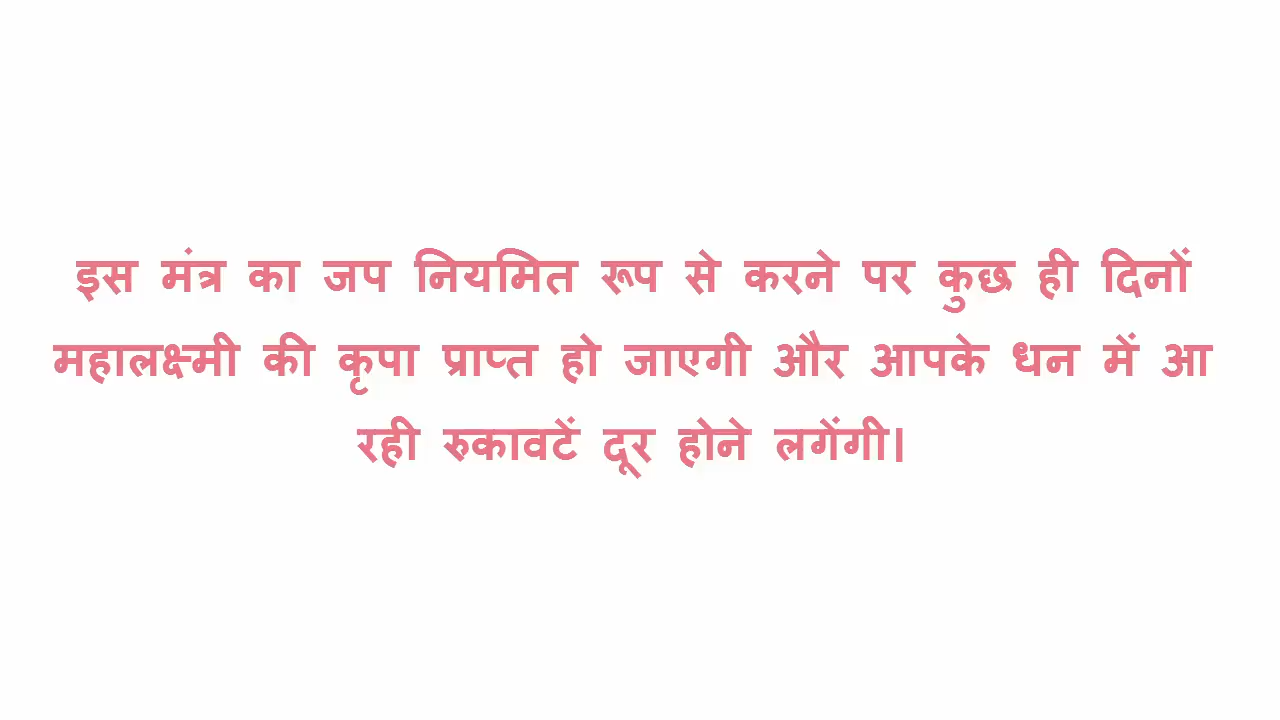 इस मंत्र का जप नियमित रूप से करने पर कुछ ही दिनों
महालक्ष्मी की कृपा प्राप्त हो जाएगी और आपके धन में आ
रही रुकावटें दूर होने लगेंगी।